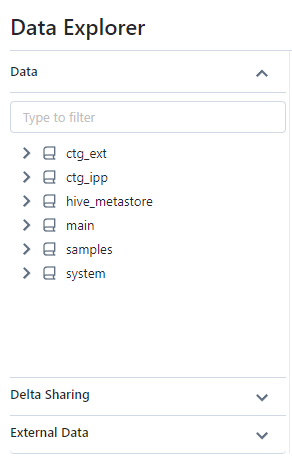 Data Explorer
Data
Type to filter
ctg_ext
ctg_ipp
hive_metastore
main
samples
system
Delta Sharing
External Data